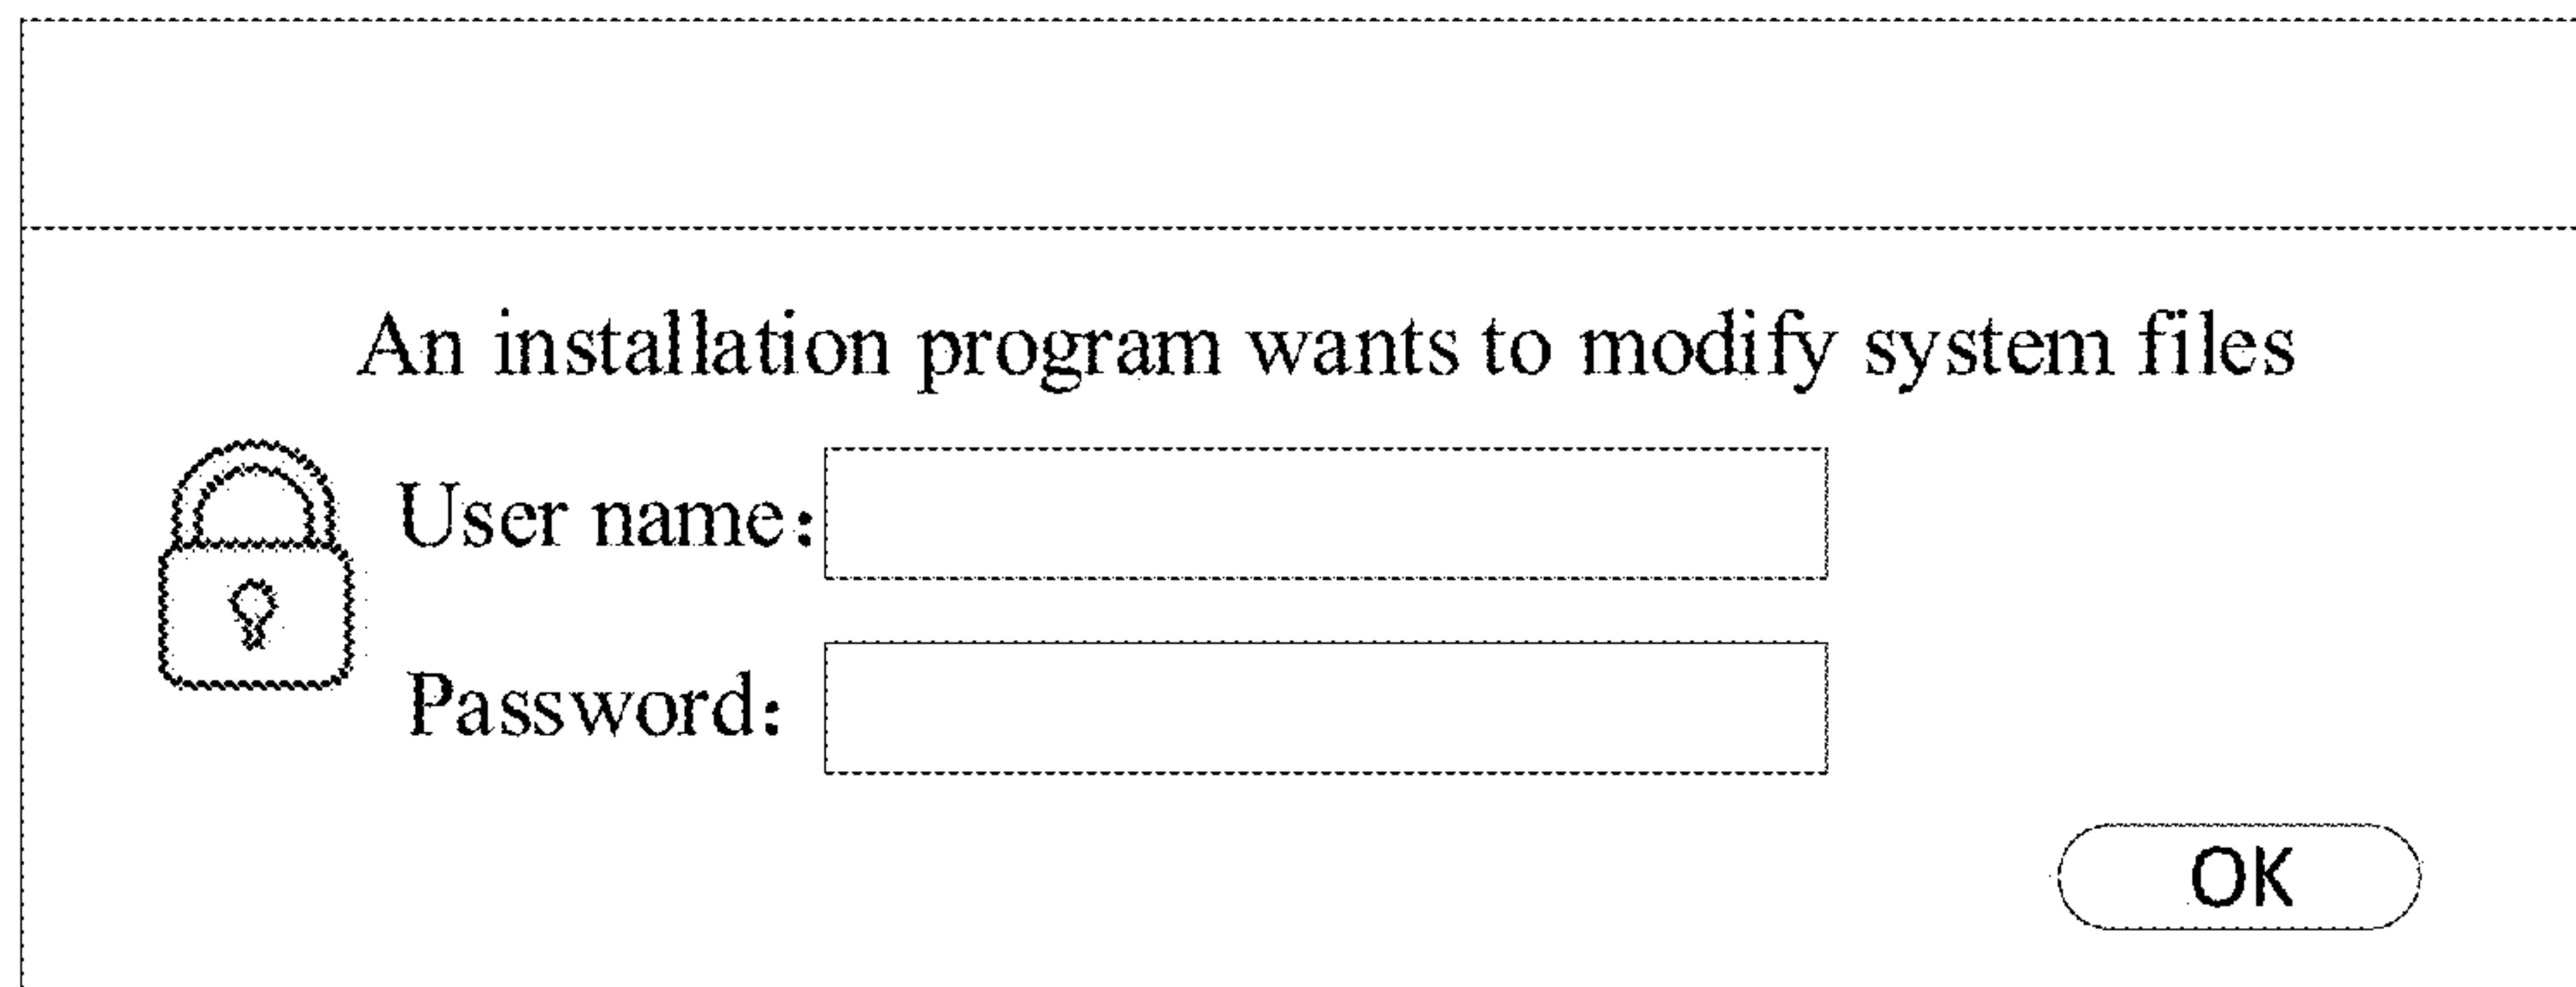 An installation program wants to modify system files
User name:
Password:
OK